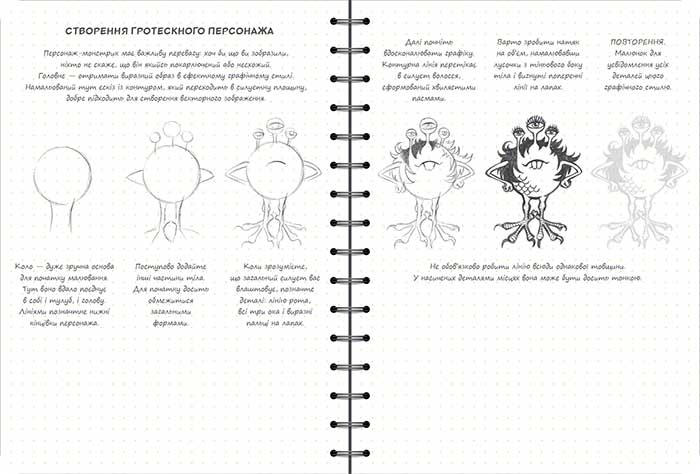 СТВОРЕННЯ ГРОТЕСКНОГО ПЕРСОНАЖА
Персонаж-монстрик має важливу перевагу: хоч би що ви зобразили,
ніхто не скаже, що він якийсь покарлючений або несхожий.
Головне — отримати виразний образ в ефектному графічному стилі.
Намальований тут ескіз із контуром, який переходить в силуетну площину,
добре підходить для створення векторного зображення.
Коло — дуже зручна основа
для початку малювання.
Тут воно вдало поєднує
в собі і тулуб, і голову.
Лініями позначтине нижні
кінцівки персонажа.
Поступово додайте
інші частини тіла.
Для початку досить
обмежитися
загальними
формами.
Коли зрозумієте,
що загальний силует вас
влаштовує, позначте
деталі: лінію рота,
всі три ока і виразні
пальці на лапах.
Далі почніть
вдосконалювати графіку.
Контурна лінія перетікає
в силует волосся,
сформований хвилястими
пасмами.
Варто зробити натяк
на об'єм, намалювавши
лусочки з тіньового боку
тіла і вигнуті поперечні
лінії на лапах.
ПОВТОРЕННЯ.
Малюнок для
усвідомлення усіх
деталей цього
графічного стилю.
Не обов'язково робити лінію всюди однакової товщини.
У насичених деталями місцях вона може бути досить тонкою.